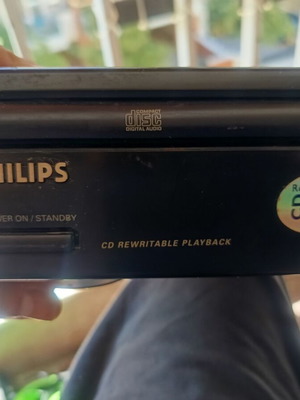 COMPACT
disc
DIGITAL AUDIO
HILIPS
WER ON / STANDBY
CD REWRITABLE PLAYBACK